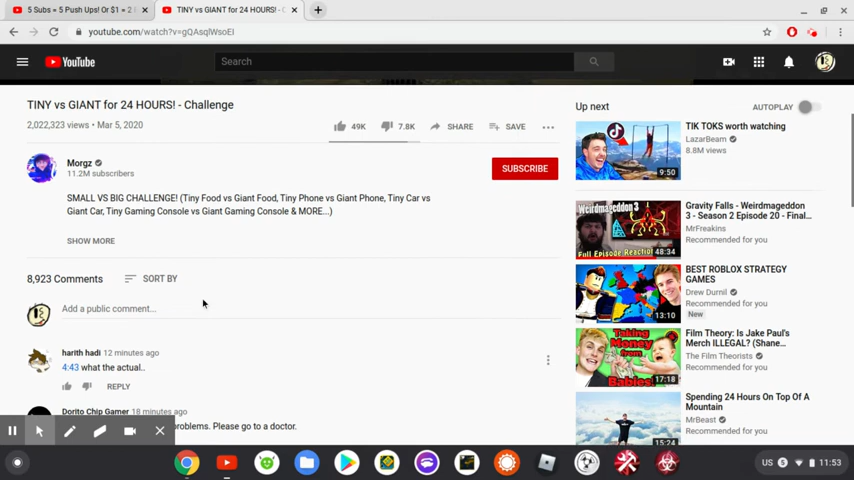 5 Subs = 5 Push Ups! Or $1 = 2
TINY vs GIANT for 24 HOURS! - C
youtube.com/watch?v=gQAsqlWsoEI
YouTube
Search
TINY vs GIANT for 24 HOURS! - Challenge
2,022,323 views • Mar 5, 2020
49K
7.8K
SHARE
SAVE
Morgz
11.2M subscribers
SUBSCRIBE
SMALL VS BIG CHALLENGE! (Tiny Food vs Giant Food, Tiny Phone vs Giant Phone, Tiny Car vs
Giant Car, Tiny Gaming Console vs Giant Gaming Console & MORE...)
SHOW MORE
8,923 Comments
SORT BY
Add a public comment...
harith hadi 12 minutes ago
4:43 what the actual..
REPLY
Dorito Chip Gamer 18 minutes ago
problems. Please go to a doctor.
Up next
AUTOPLAY
TIK TOKS worth watching
LazarBeam
8.8M views
9:50
Gravity Falls - Weirdmageddon
3 - Season 2 Episode 20 - Final...
MrFreakins
Recommended for you
Weirdmageddon
Full Episode Reaction
48:34
BEST ROBLOX STRATEGY
GAMES
Drew Durnil
Recommended for you
New
13:10
Film Theory: Is Jake Paul's
Merch ILLEGAL? (Shane...
The Film Theorists
Recommended for you
Taking
Money
from
Babies!
17:18
Spending 24 Hours On Top Of A
Mountain
MrBeast
Recommended for you
15:24
US
5
11:53